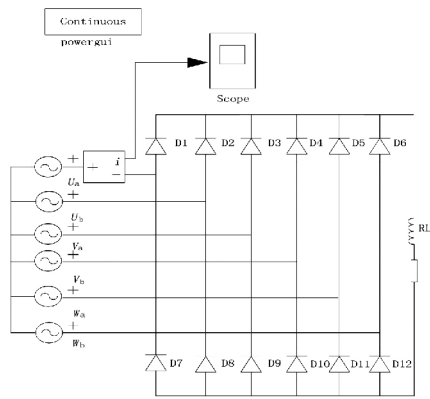 Continuous
powergui
Scope
D1 D2 D3 D4 D5 D6
+ + i −
Ua
+
Ub
+
Va
+
Vb
+
Wa
+
Wb
RL
D7 D8 D9 D10 D11 D12